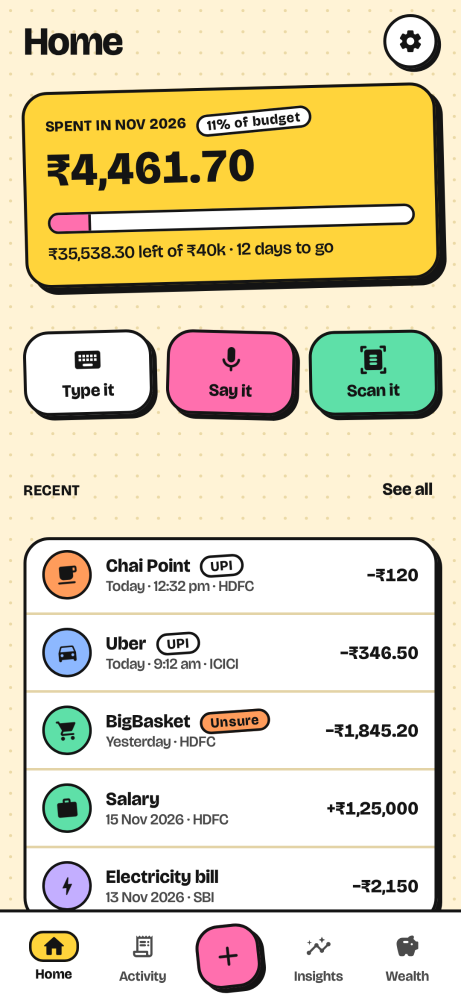 Home
SPENT IN NOV 2026 11% of budget
₹4,461.70
₹35,538.30 left of ₹40k · 12 days to go
Type it
Say it
Scan it
RECENT See all
Chai Point UPI
Today · 12:32 pm · HDFC
−₹120
Uber UPI
Today · 9:12 am · ICICI
−₹346.50
BigBasket Unsure
Yesterday · HDFC
−₹1,845.20
Salary
15 Nov 2026 · HDFC
+₹1,25,000
Electricity bill
13 Nov 2026 · SBI
−₹2,150
Home
Activity
Insights
Wealth